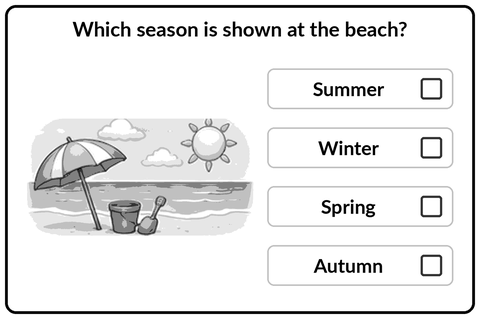 Which season is shown at the beach?
Summer
Winter
Spring
Autumn